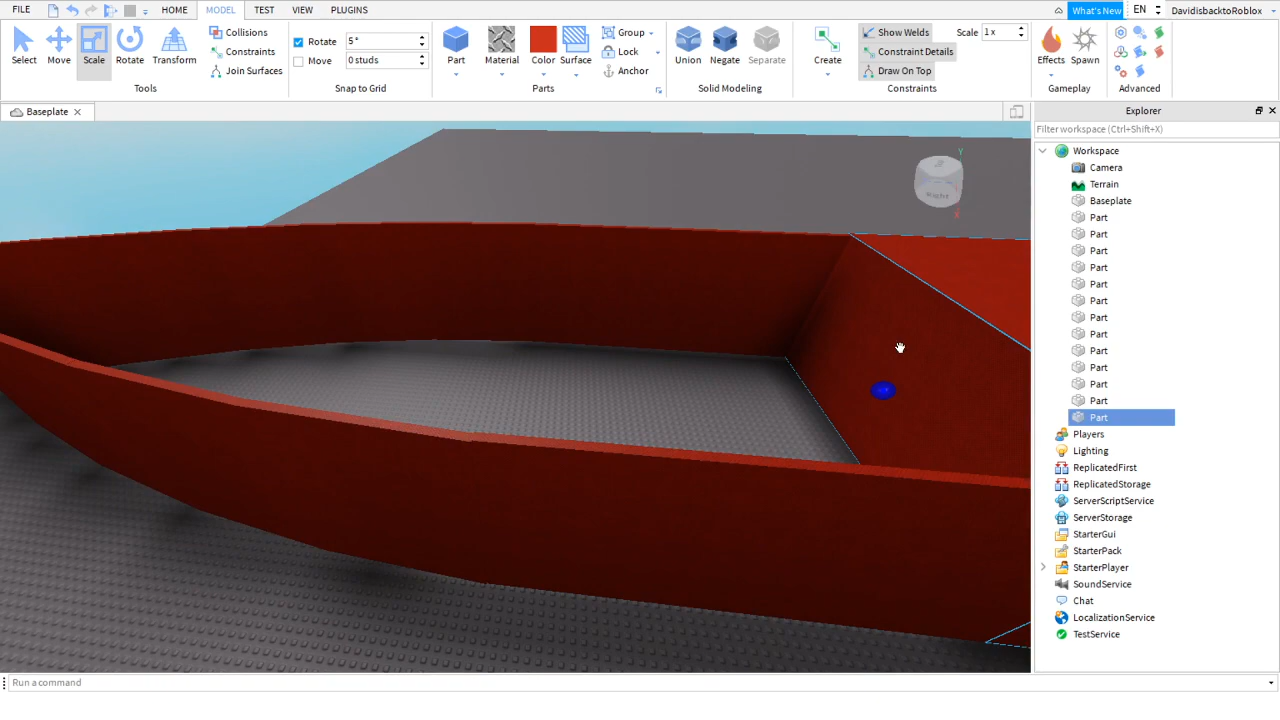 FILE
HOME
MODEL
TEST
VIEW
PLUGINS
What's New
EN
DavidisbacktoRoblox
Select
Move
Scale
Rotate
Transform
Collisions
Constraints
Join Surfaces
Tools
Rotate
5 °
Move
0 studs
Snap to Grid
Part
Material
Color
Surface
Group
Lock
Anchor
Parts
Union
Negate
Separate
Solid Modeling
Create
Show Welds
Scale
1 x
Constraint Details
Draw On Top
Constraints
Effects
Spawn
Gameplay
Advanced
Baseplate
Explorer
Filter workspace (Ctrl+Shift+X)
Workspace
Camera
Terrain
Baseplate
Part
Part
Part
Part
Part
Part
Part
Part
Part
Part
Part
Part
Part
Players
Lighting
ReplicatedFirst
ReplicatedStorage
ServerScriptService
ServerStorage
StarterGui
StarterPack
StarterPlayer
SoundService
Chat
LocalizationService
TestService
Y
Right
X
Run a command